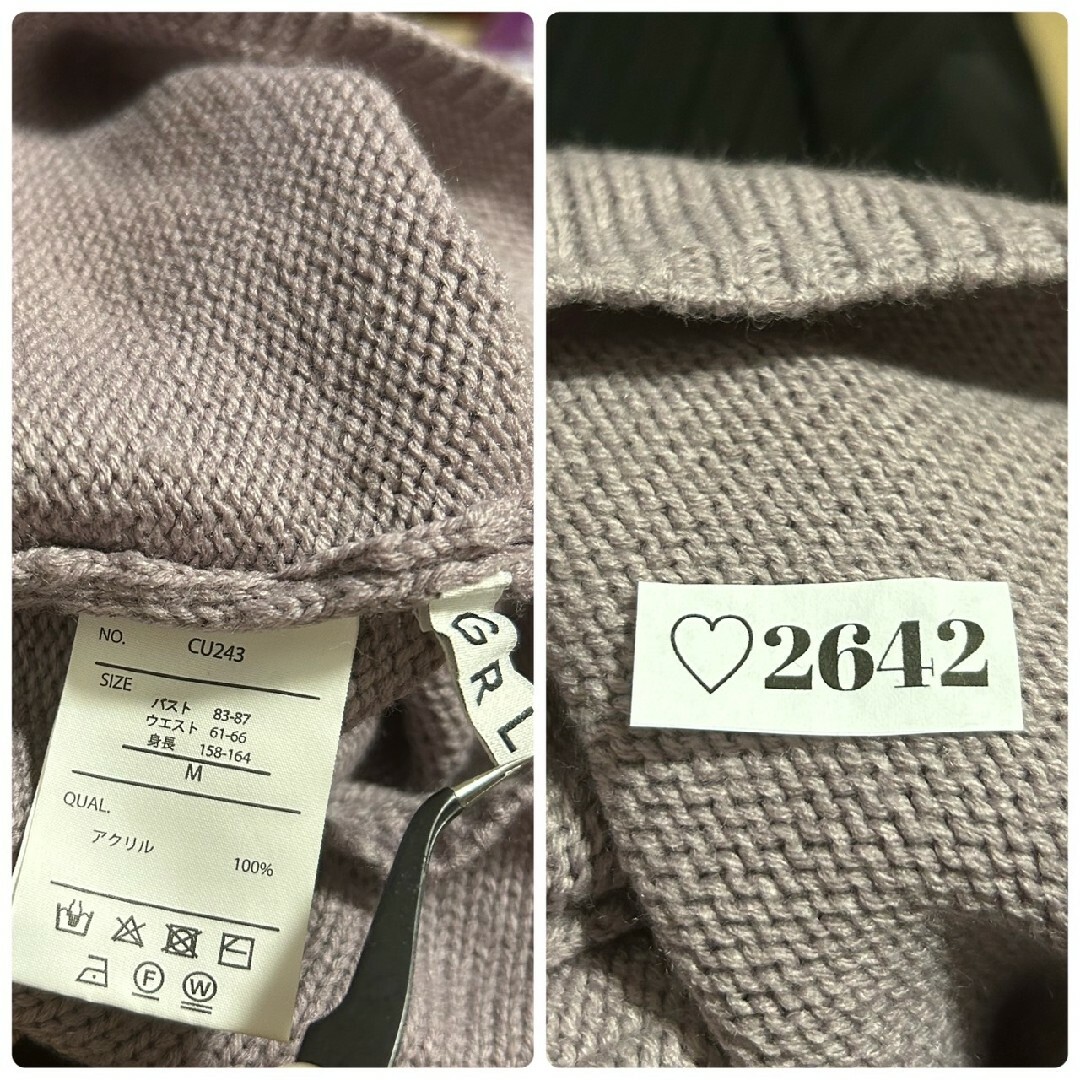 NO. CU243
SIZE
バスト 83-87
ウエスト 61-66
身長 158-164
M
QUAL.
アクリル 100%
F W
GRL
♡2642